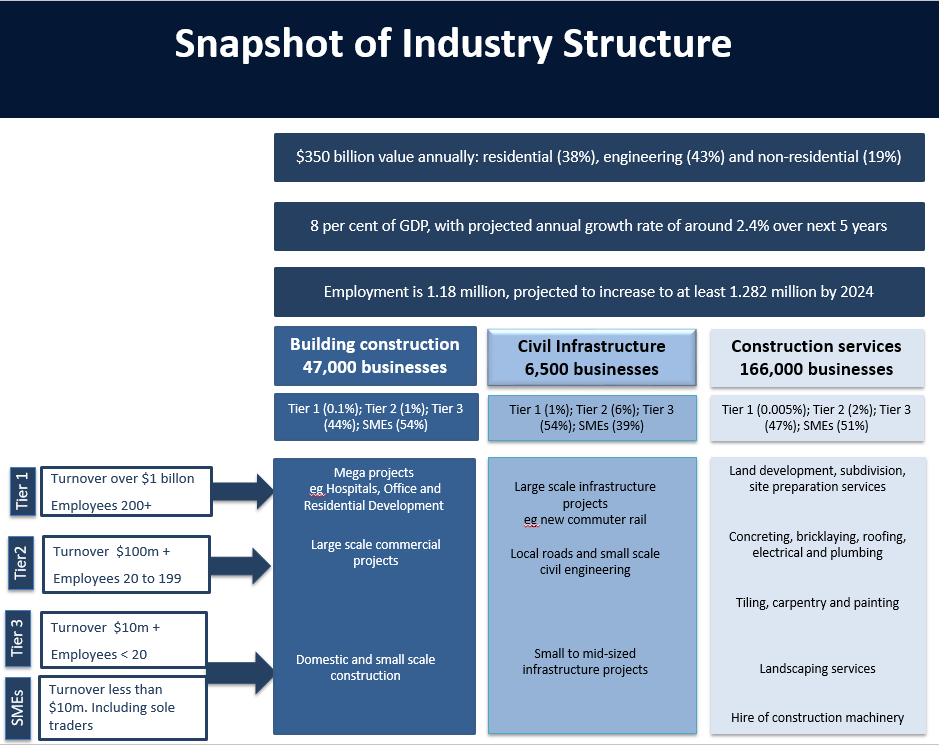 Snapshot of Industry Structure
$350 billion value annually: residential (38%), engineering (43%) and non-residential (19%)
8 per cent of GDP, with projected annual growth rate of around 2.4% over next 5 years
Employment is 1.18 million, projected to increase to at least 1.282 million by 2024
Building construction
47,000 businesses
Civil Infrastructure
6,500 businesses
Construction services
166,000 businesses
Tier 1 (0.1%); Tier 2 (1%); Tier 3
(44%); SMEs (54%)
Tier 1 (1%); Tier 2 (6%); Tier 3
(54%); SMEs (39%)
Tier 1 (0.005%); Tier 2 (2%); Tier 3
(47%); SMEs (51%)
Tier 1
Turnover over $1 billon
Employees 200+
Tier2
Turnover $100m +
Employees 20 to 199
Tier 3
Turnover $10m +
Employees < 20
SMEs
Turnover less than
$10m. Including sole
traders
Mega projects
eg Hospitals, Office and
Residential Development
Large scale commercial
projects
Domestic and small scale
construction
Large scale infrastructure
projects
eg new commuter rail
Local roads and small scale
civil engineering
Small to mid-sized
infrastructure projects
Land development, subdivision,
site preparation services
Concreting, bricklaying, roofing,
electrical and plumbing
Tiling, carpentry and painting
Landscaping services
Hire of construction machinery